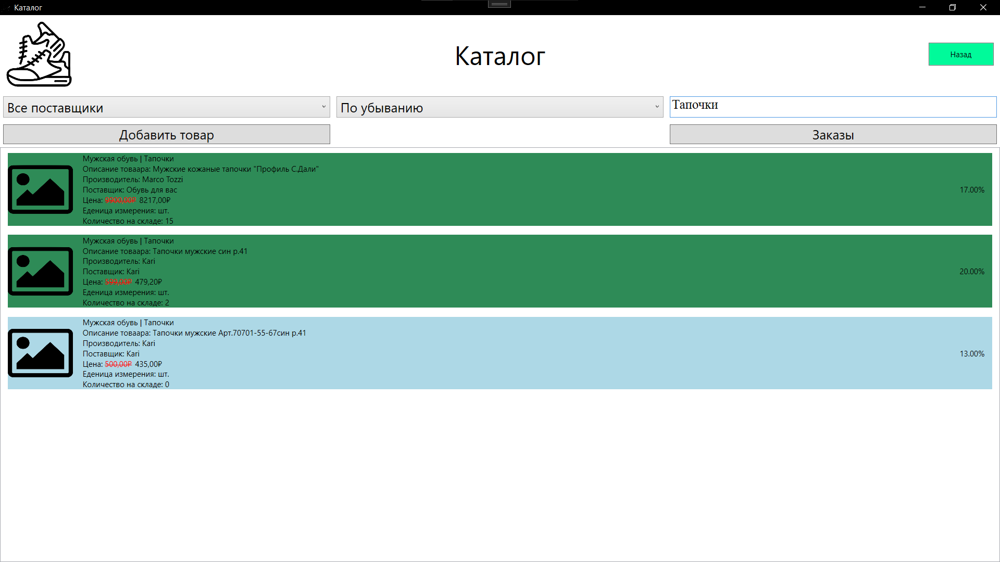 Каталог
Каталог
Назад
Все поставщики
По убыванию
Тапочки
Добавить товар
Заказы
Мужская обувь | Тапочки
Описание товаара: Мужские кожаные тапочки "Профиль С.Дали"
Производитель: Marco Tozzi
Поставщик: Обувь для вас
Цена: 9900,00₽ 8217,00₽
Еденица измерения: шт.
Количество на складе: 15
17.00%
Мужская обувь | Тапочки
Описание товаара: Тапочки мужские син р.41
Производитель: Kari
Поставщик: Kari
Цена: 599,00₽ 479,20₽
Еденица измерения: шт.
Количество на складе: 2
20.00%
Мужская обувь | Тапочки
Описание товаара: Тапочки мужские Арт.70701-55-67син р.41
Производитель: Kari
Поставщик: Kari
Цена: 500,00₽ 435,00₽
Еденица измерения: шт.
Количество на складе: 0
13.00%